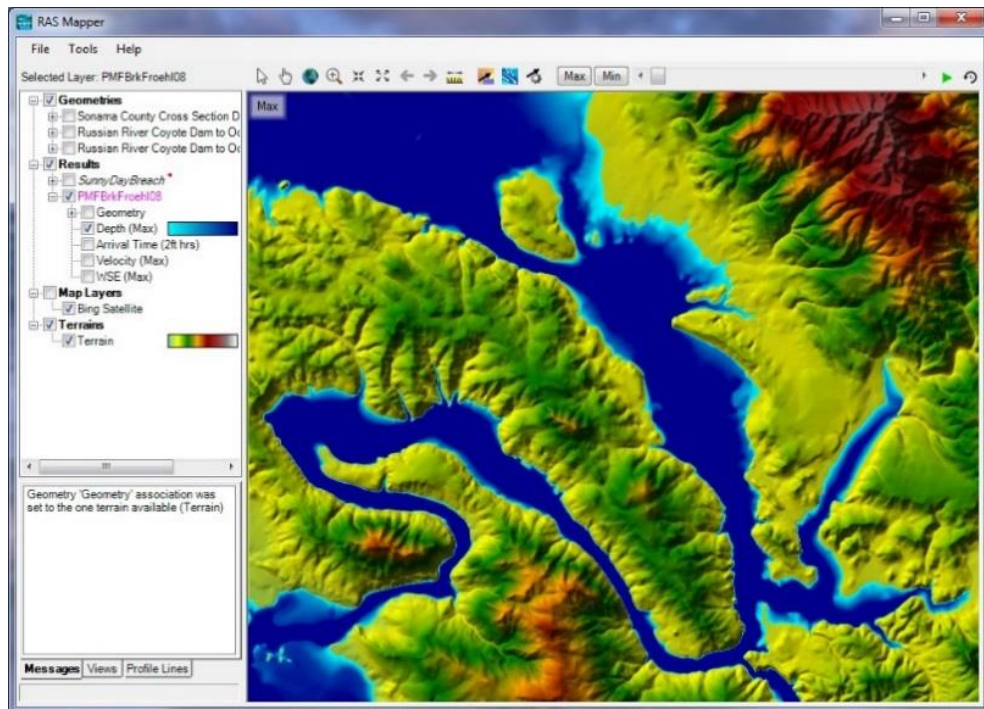 RAS Mapper
File Tools Help
Selected Layer: PMFBrkFroehl08
Max Min
Max
Geometries
Sonama County Cross Section D
Russian River Coyote Dam to Oc
Russian River Coyote Dam to Oc
Results
SunnyDayBreach *
PMFBrkFroehl08
Geometry
Depth (Max)
Arrival Time (2ft hrs)
Velocity (Max)
WSE (Max)
Map Layers
Bing Satellite
Terrains
Terrain
Geometry 'Geometry' association was
set to the one terrain available (Terrain)
Messages Views Profile Lines